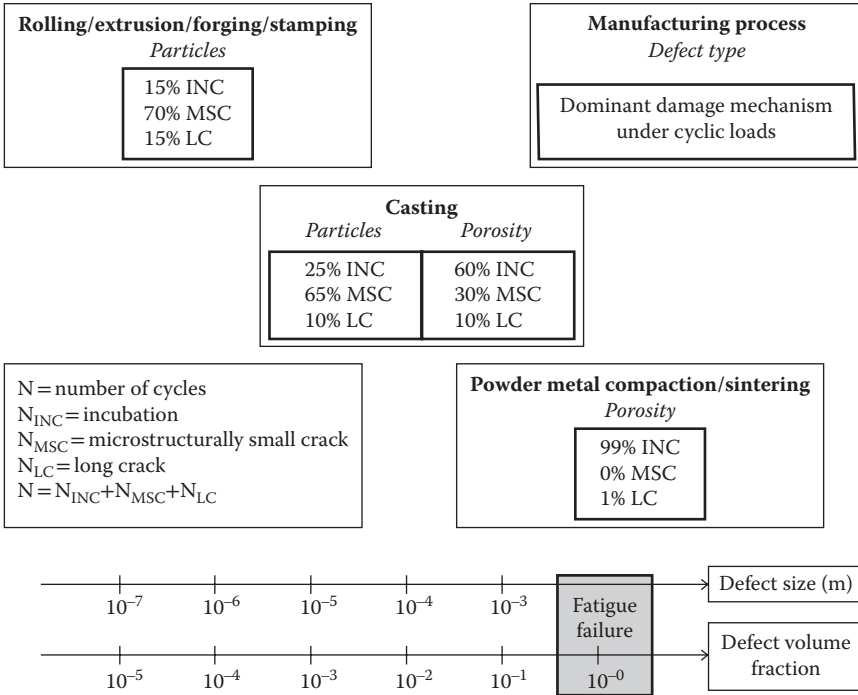 Rolling/extrusion/forging/stamping
Particles
15% INC
70% MSC
15% LC
Manufacturing process
Defect type
Dominant damage mechanism
under cyclic loads
Casting
Particles
25% INC
65% MSC
10% LC
Porosity
60% INC
30% MSC
10% LC
N = number of cycles
N_INC = incubation
N_MSC = microstructurally small crack
N_LC = long crack
N = N_INC + N_MSC + N_LC
Powder metal compaction/sintering
Porosity
99% INC
0% MSC
1% LC
10⁻⁷ 10⁻⁶ 10⁻⁵ 10⁻⁴ 10⁻³
Defect size (m)
Fatigue
failure
10⁻⁵ 10⁻⁴ 10⁻³ 10⁻² 10⁻¹ 10⁻⁰
Defect volume
fraction